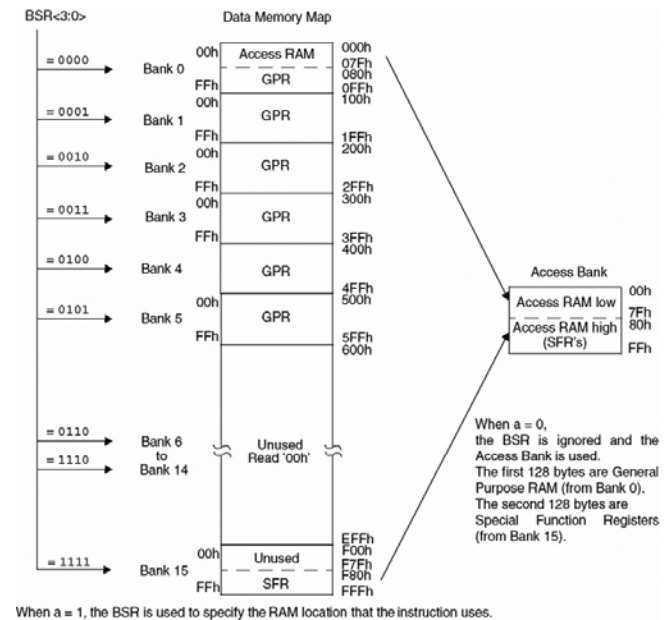 BSR<3:0>
Data Memory Map
= 0000
Bank 0
00h
Access RAM
000h
07Fh
080h
FFh
GPR
0FFh
= 0001
Bank 1
00h
GPR
100h
FFh
1FFh
= 0010
Bank 2
00h
GPR
200h
FFh
2FFh
= 0011
Bank 3
00h
GPR
300h
FFh
3FFh
= 0100
Bank 4
GPR
400h
4FFh
= 0101
Bank 5
00h
GPR
500h
FFh
5FFh
600h
= 0110
Bank 6
to
= 1110
Bank 14
Unused
Read '00h'
EFFh
= 1111
Bank 15
00h
Unused
F00h
F7Fh
F80h
FFh
SFR
FFFh
Access Bank
Access RAM low
00h
7Fh
Access RAM high
80h
(SFR's)
FFh
When a = 0,
the BSR is ignored and the
Access Bank is used.
The first 128 bytes are General
Purpose RAM (from Bank 0).
The second 128 bytes are
Special Function Registers
(from Bank 15).
When a = 1, the BSR is used to specify the RAM location that the instruction uses.